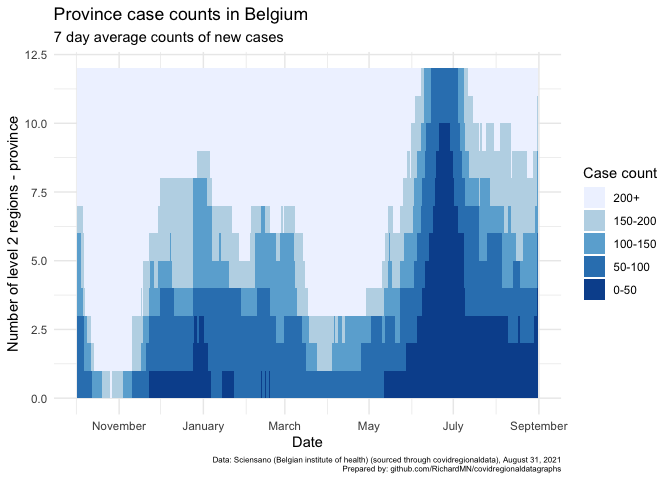 Province case counts in Belgium
7 day average counts of new cases
12.5
10.0
7.5
5.0
2.5
0.0
Number of level 2 regions - province
November
January
March
May
July
September
Date
Case count
200+
150-200
100-150
50-100
0-50
Data: Sciensano (Belgian institute of health) (sourced through covidregionaldata), August 31, 2021
Prepared by: github.com/RichardMN/covidregionaldatagraphs